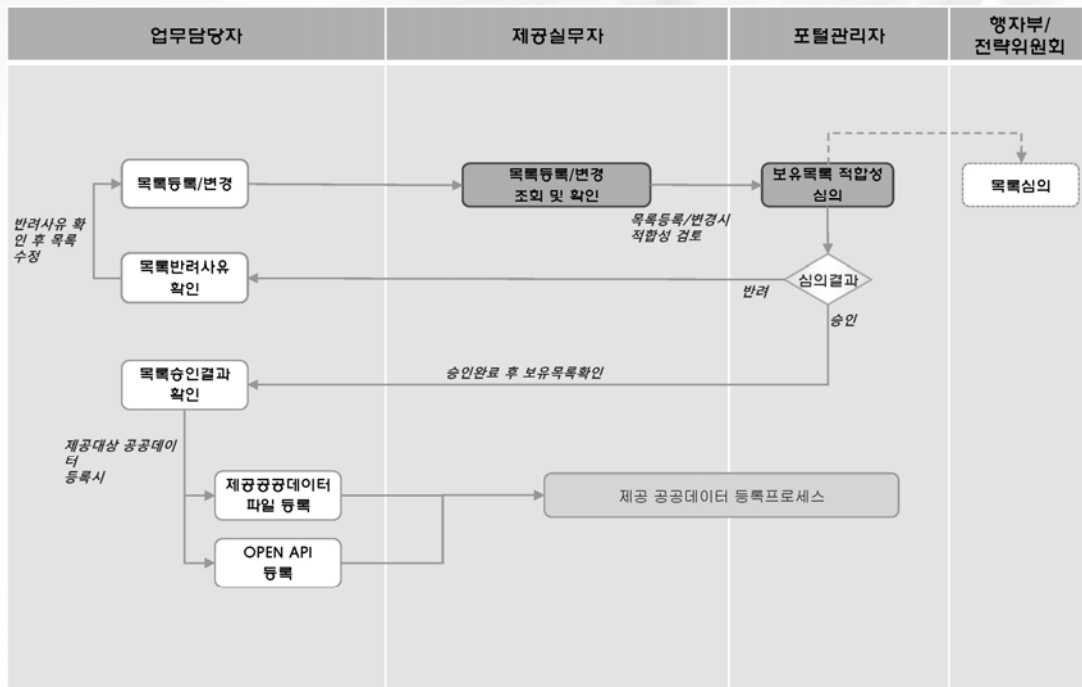 업무담당자
제공실무자
포털관리자
행자부/
전략위원회
목록등록/변경
목록등록/변경
조회 및 확인
보유목록 적합성
심의
목록심의
반려사유 확
인 후 목록
수정
목록등록/변경시
적합성 검토
목록반려사유
확인
반려
심의결과
승인
목록승인결과
확인
승인완료 후 보유목록확인
제공대상 공공데이
터
등록시
제공공공데이터
파일 등록
제공 공공데이터 등록프로세스
OPEN API
등록